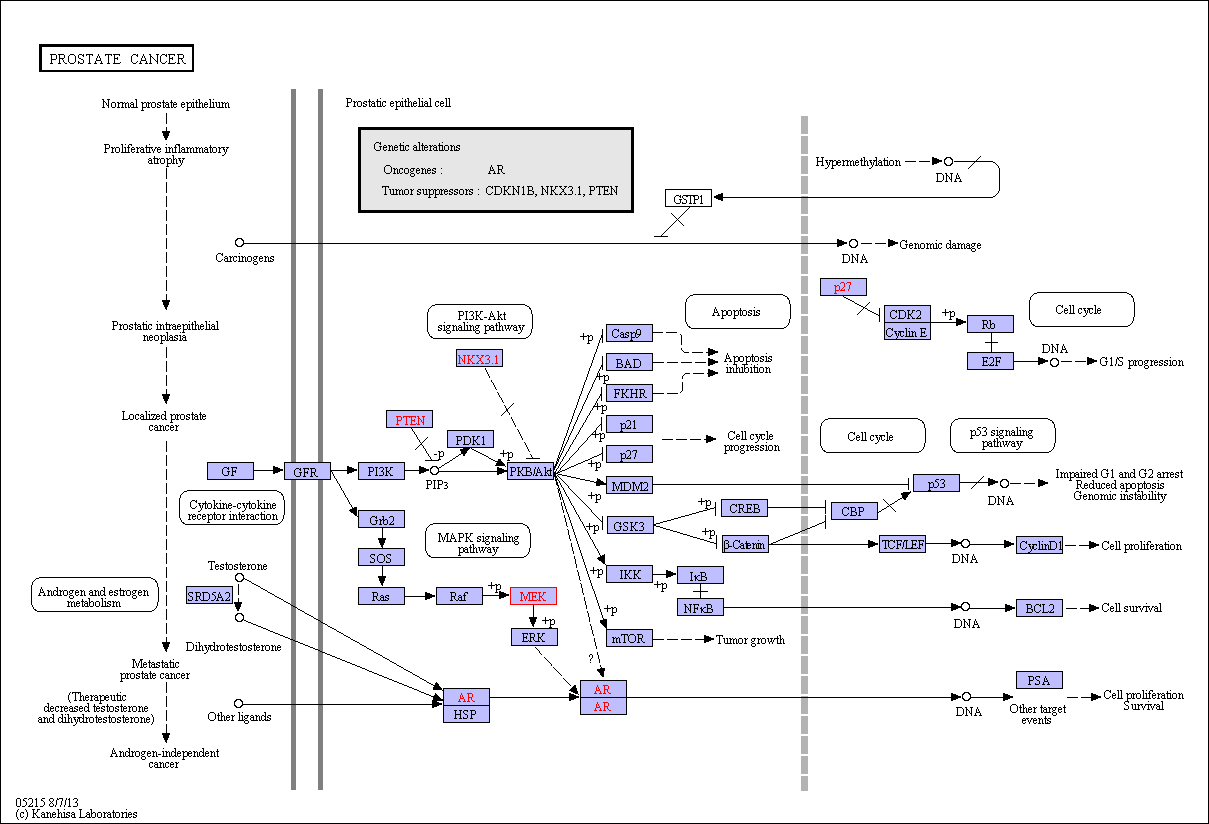 PROSTATE CANCER
Normal prostate epithelium
Proliferative inflammatory
atrophy
Prostatic intraepithelial
neoplasia
Localized prostate
cancer
Metastatic
prostate cancer
(Therapeutic
decreased testosterone
and dihydrotestosterone)
Androgen-independent
cancer
Prostatic epithelial cell
Genetic alterations
Oncogenes : AR
Tumor suppressors : CDKN1B, NKX3.1, PTEN
Hypermethylation
DNA
GSTP1
Carcinogens
DNA
Genomic damage
p27
CDK2
Cyclin E
+p
Rb
E2F
Cell cycle
DNA
G1/S progression
PI3K-Akt
signaling pathway
NKX3.1
Apoptosis
Casp9
BAD
FKHR
Apoptosis
inhibition
p21
p27
Cell cycle
progression
+p
+p
+p
+p
+p
+p
+p
+p
+p
PTEN
PDK1
-p
+p
GF
GFR
PI3K
PIP3
PKB/Akt
MDM2
Cell cycle
p53 signaling
pathway
p53
DNA
Impaired G1 and G2 arrest
Reduced apoptosis
Genomic instability
Cytokine-cytokine
receptor interaction
Grb2
SOS
Ras
Raf
+p
MEK
+p
ERK
MAPK signaling
pathway
GSK3
+p
CREB
CBP
+p
β-Catenin
TCF/LEF
DNA
CyclinD1
Cell proliferation
IKK
+p
IκB
NFκB
DNA
BCL2
Cell survival
mTOR
Tumor growth
?
Androgen and estrogen
metabolism
Testosterone
SRD5A2
Dihydrotestosterone
Other ligands
AR
HSP
AR
AR
DNA
PSA
Other target
events
Cell proliferation
Survival
05215 8/7/13
(c) Kanehisa Laboratories